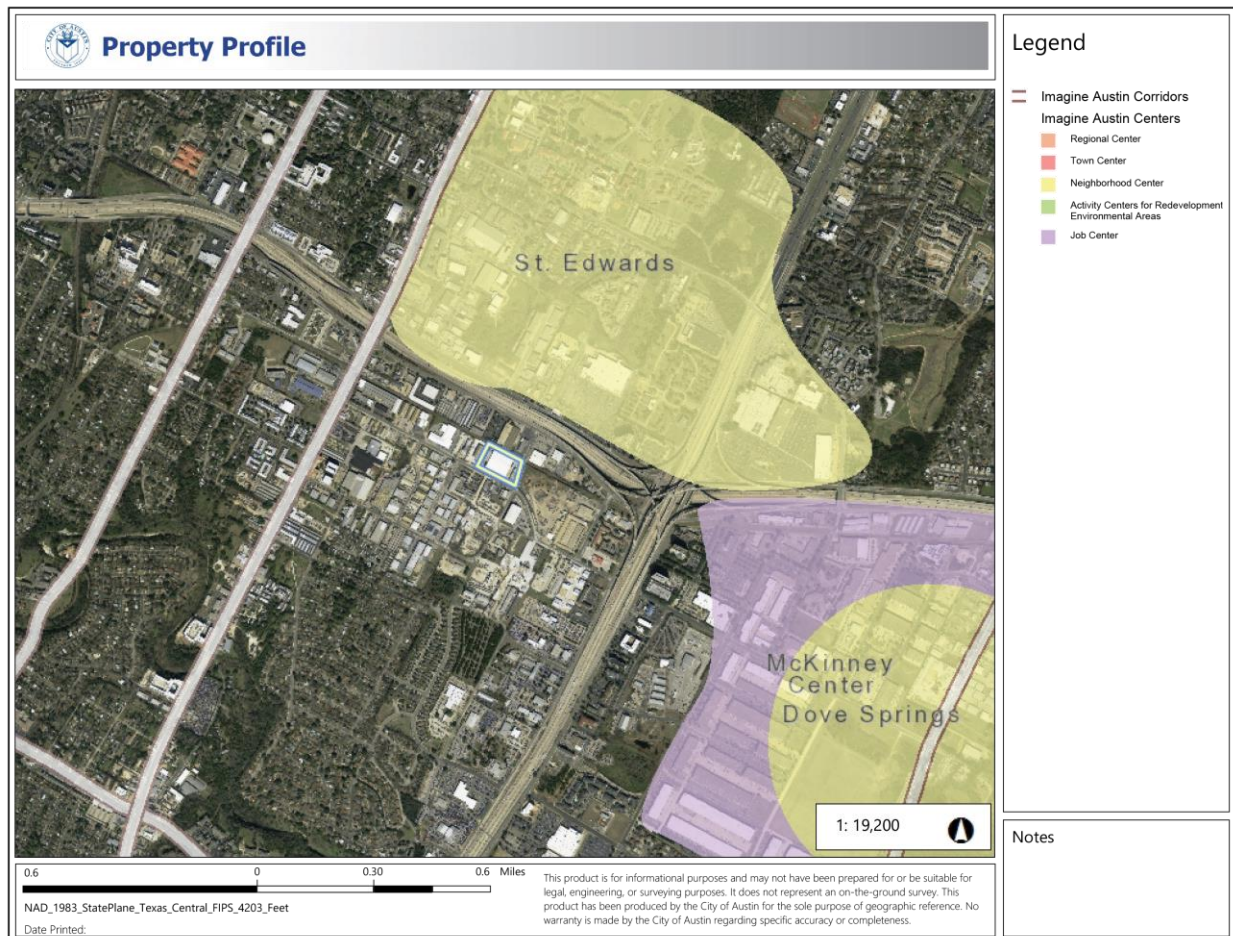 CITY OF AUSTIN
Property Profile
St. Edwards
McKinney
Center
Dove Springs
1: 19,200
Legend
Imagine Austin Corridors
Imagine Austin Centers
Regional Center
Town Center
Neighborhood Center
Activity Centers for Redevelopment
Environmental Areas
Job Center
Notes
0.6 0 0.30 0.6 Miles
NAD_1983_StatePlane_Texas_Central_FIPS_4203_Feet
Date Printed:
This product is for informational purposes and may not have been prepared for or be suitable for
legal, engineering, or surveying purposes. It does not represent an on-the-ground survey. This
product has been produced by the City of Austin for the sole purpose of geographic reference. No
warranty is made by the City of Austin regarding specific accuracy or completeness.